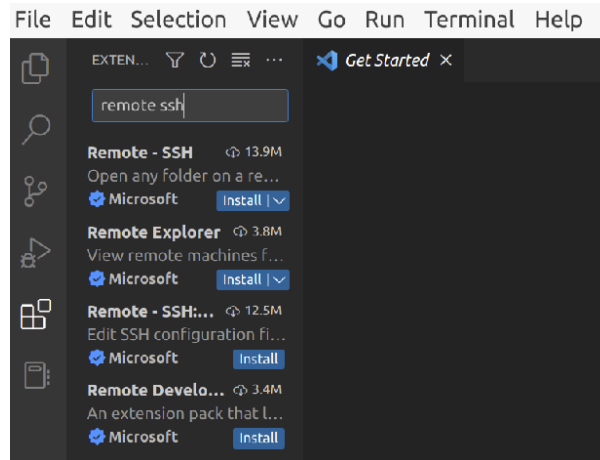 File Edit Selection View Go Run Terminal Help
EXTEN... ...
Get Started
remote ssh
Remote - SSH 13.9M
Open any folder on a re...
Microsoft Install
Remote Explorer 3.8M
View remote machines f...
Microsoft Install
Remote - SSH:... 12.5M
Edit SSH configuration fi...
Microsoft Install
Remote Develo... 3.4M
An extension pack that l...
Microsoft Install